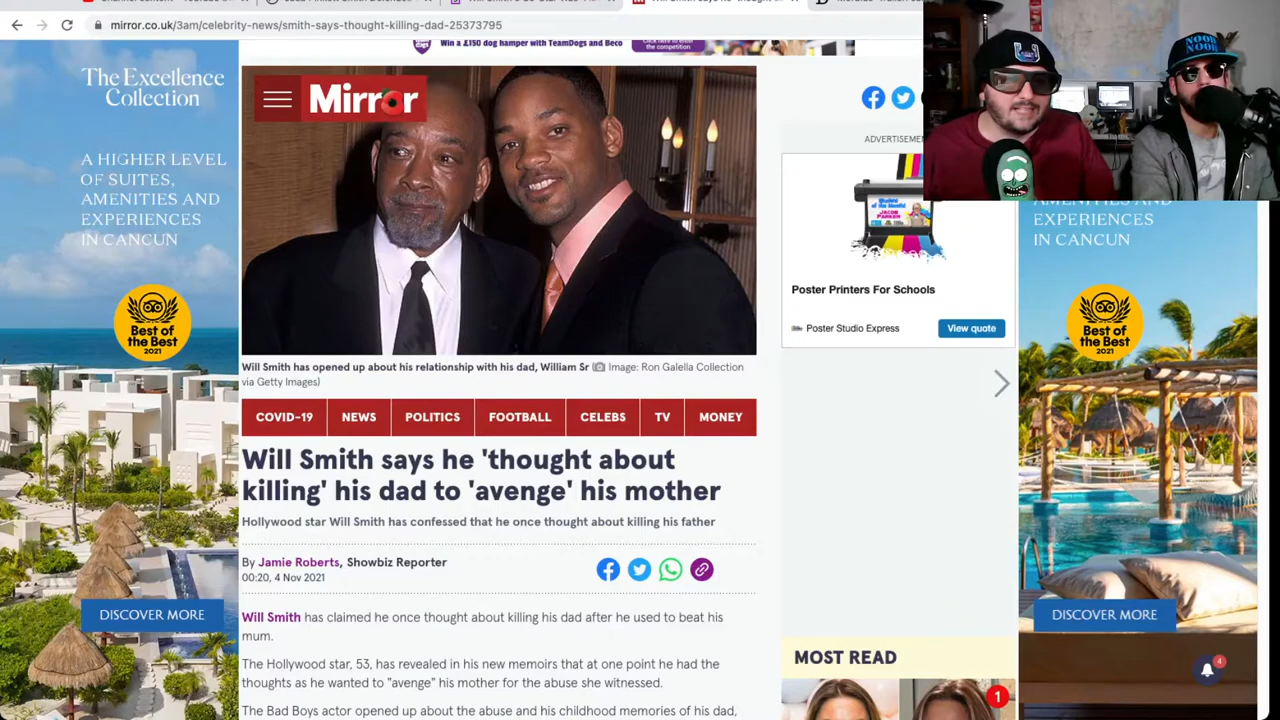 mirror.co.uk/3am/celebrity-news/smith-says-thought-killing-dad-25373795
Win a £150 dog hamper with TeamDogs and Beco
the competition
The Excellence
Collection
A HIGHER LEVEL
OF SUITES,
AMENITIES AND
EXPERIENCES
IN CANCUN
Best of
the Best
2021
DISCOVER MORE
Mirror
Will Smith has opened up about his relationship with his dad, William Sr (Image: Ron Galella Collection
via Getty Images)
COVID-19 NEWS POLITICS FOOTBALL CELEBS TV MONEY
Will Smith says he 'thought about
killing' his dad to 'avenge' his mother
Hollywood star Will Smith has confessed that he once thought about killing his father
By Jamie Roberts, Showbiz Reporter
00:20, 4 Nov 2021
Will Smith has claimed he once thought about killing his dad after he used to beat his
mum.
The Hollywood star, 53, has revealed in his new memoirs that at one point he had the
thoughts as he wanted to "avenge" his mother for the abuse she witnessed.
The Bad Boys actor opened up about the abuse and his childhood memories of his dad,
ADVERTISEMEN
JACOB
PARKER
Poster Printers For Schools
Poster Studio Express
View quote
MOST READ
1
NOOB
NOOB
U
AMENITIES AND
EXPERIENCES
IN CANCUN
Best of
the Best
2021
DISCOVER MORE
4